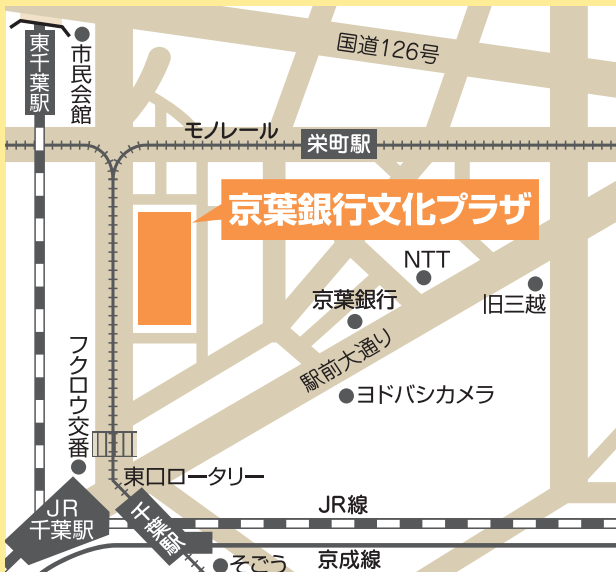 国道126号
東千葉駅
市民会館
モノレール
栄町駅
京葉銀行文化プラザ
NTT
京葉銀行
旧三越
駅前大通り
フクロウ交番
ヨドバシカメラ
東口ロータリー
JR
千葉駅
千葉駅
JR線
そごう
京成線